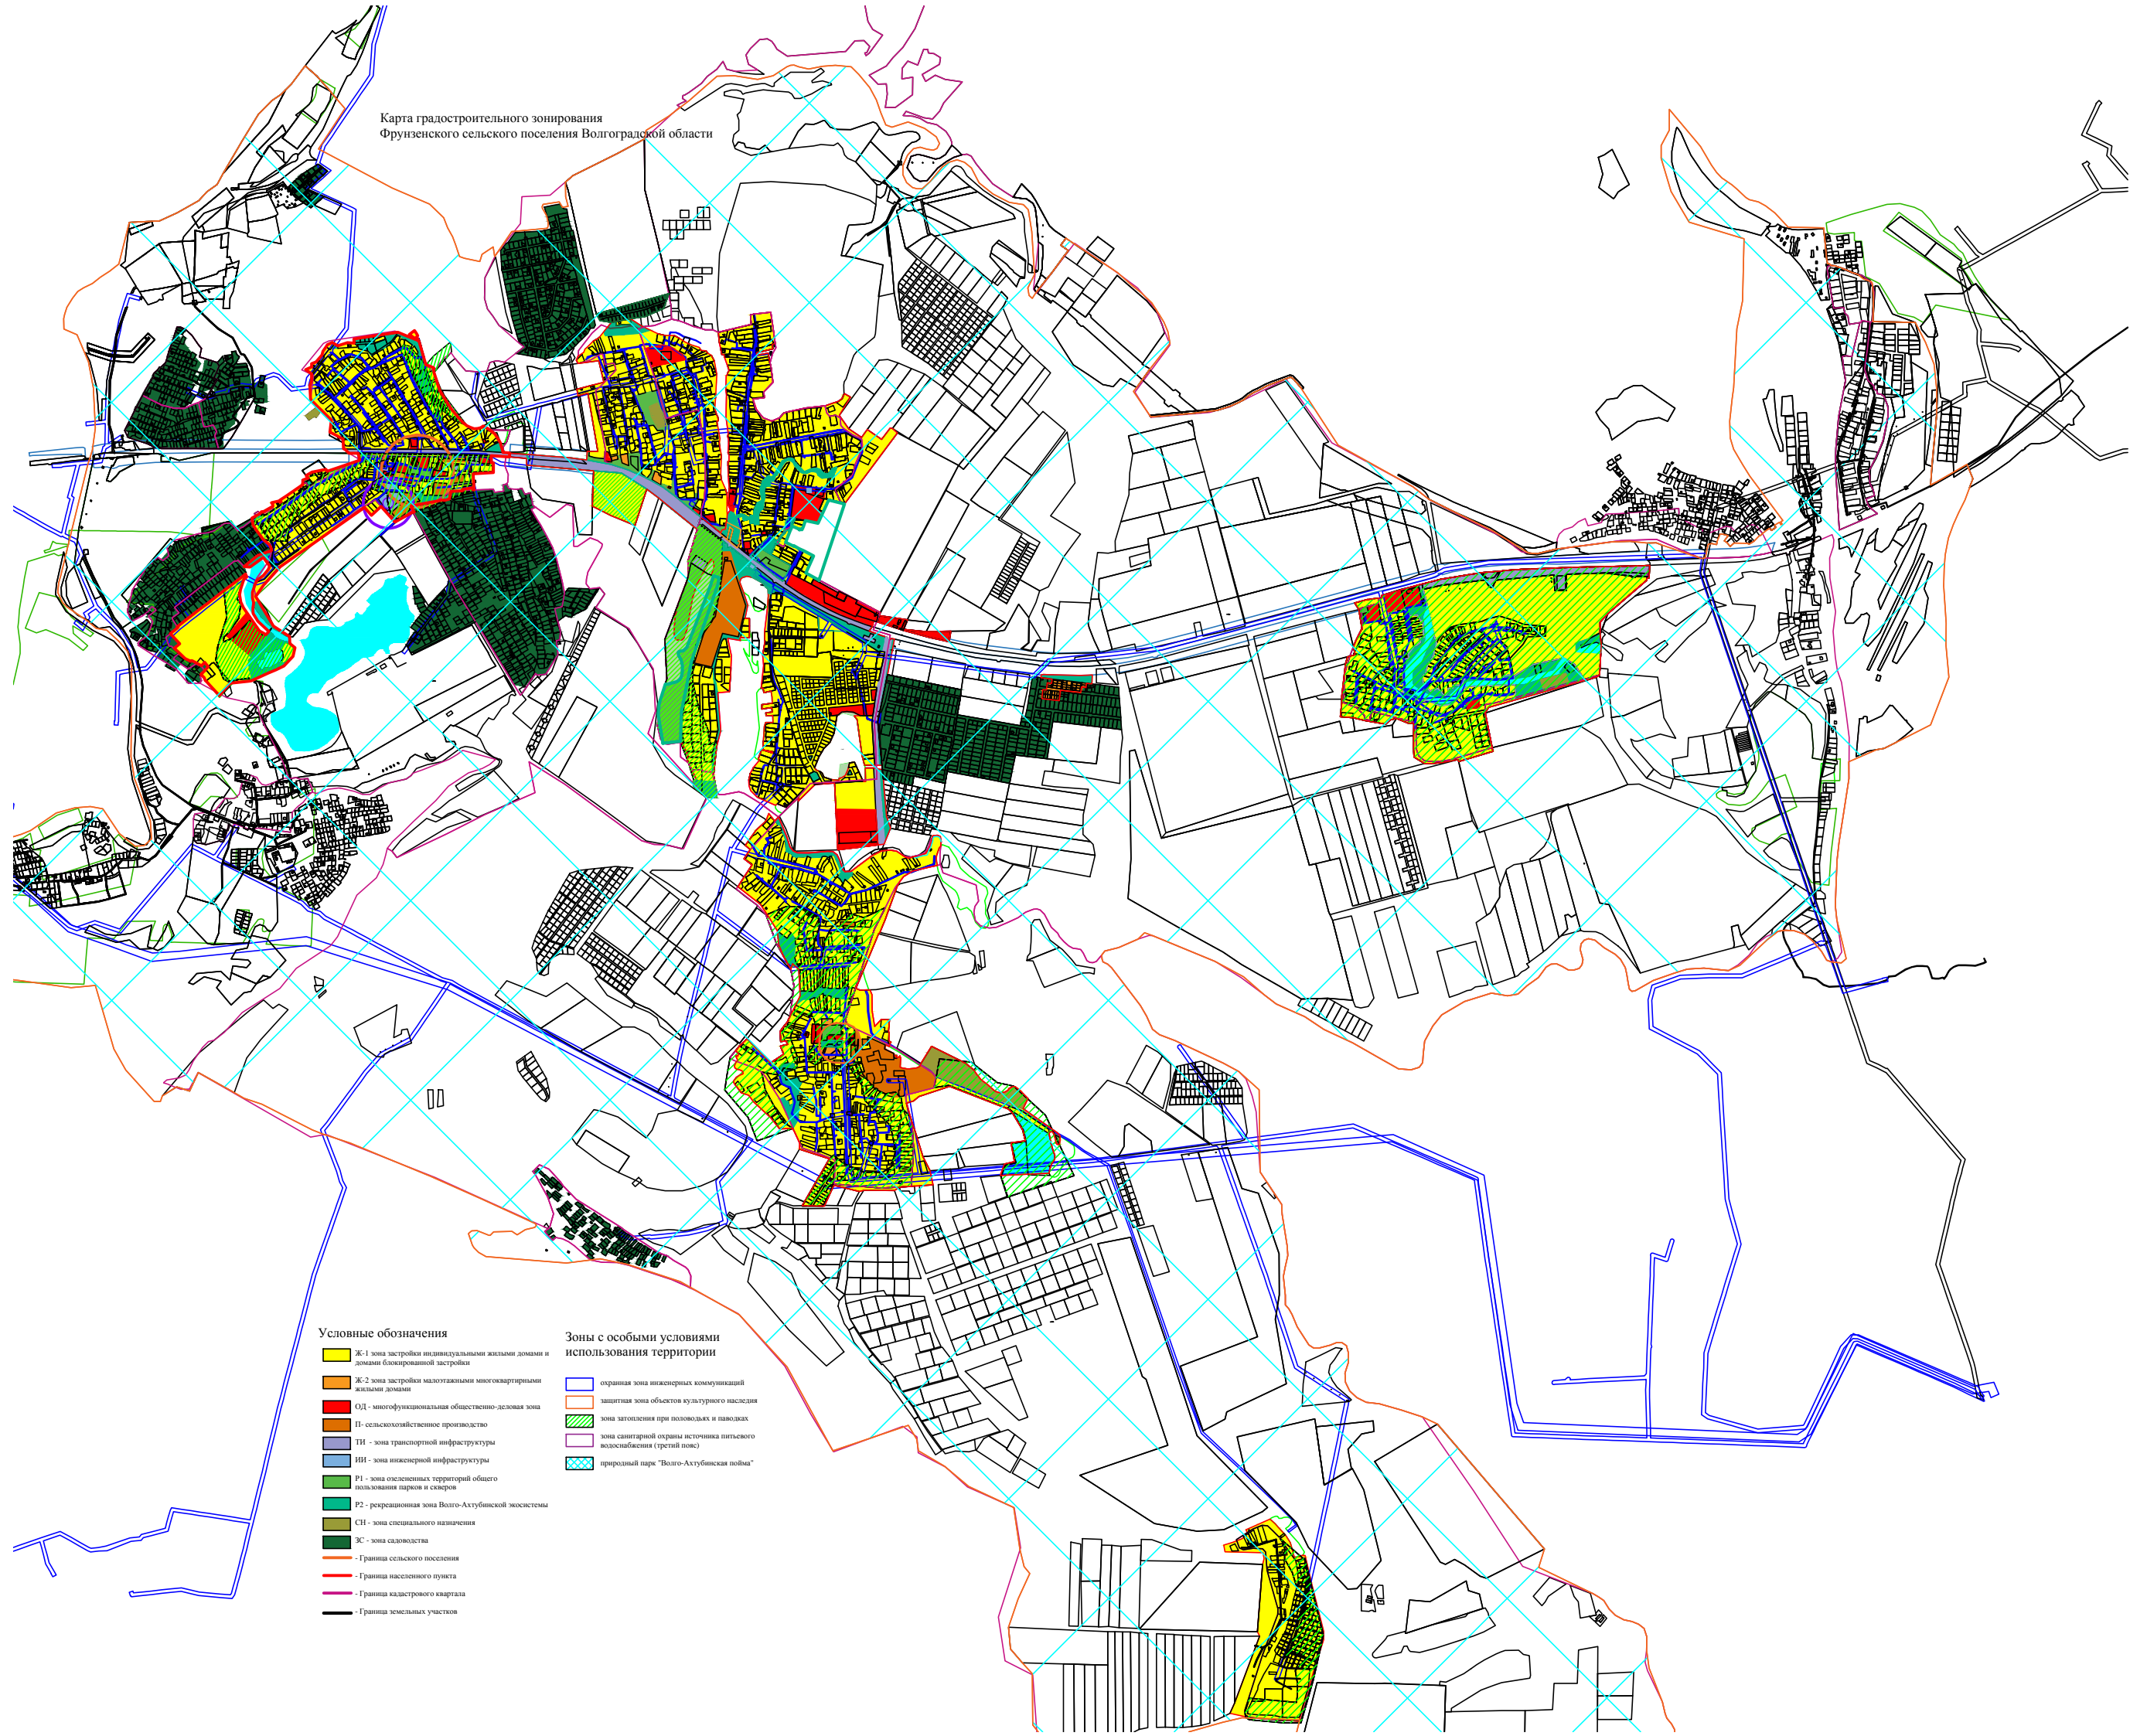 Карта градостроительного зонирования
Фрунзенского сельского поселения Волгоградской области
Условные обозначения
Ж-1 зона застройки индивидуальными жилыми домами и
домами блокированной застройки
Ж-2 зона застройки малоэтажными многоквартирными
жилыми домами
ОД - многофункциональная общественно-деловая зона
П- сельскохозяйственное производство
ТИ - зона транспортной инфраструктуры
ИИ - зона инженерной инфраструктуры
Р1 - зона озелененных территорий общего
пользования парков и скверов
Р2 - рекреационная зона Волго-Ахтубинской экосистемы
СН - зона специального назначения
ЗС - зона садоводства
- Граница сельского поселения
- Граница населенного пункта
- Граница кадастрового квартала
- Граница земельных участков
Зоны с особыми условиями
использования территории
охранная зона инженерных коммуникаций
защитная зона объектов культурного наследия
зона затопления при половодьях и паводках
зона санитарной охраны источника питьевого
водоснабжения (третий пояс)
природный парк "Волго-Ахтубинская пойма"